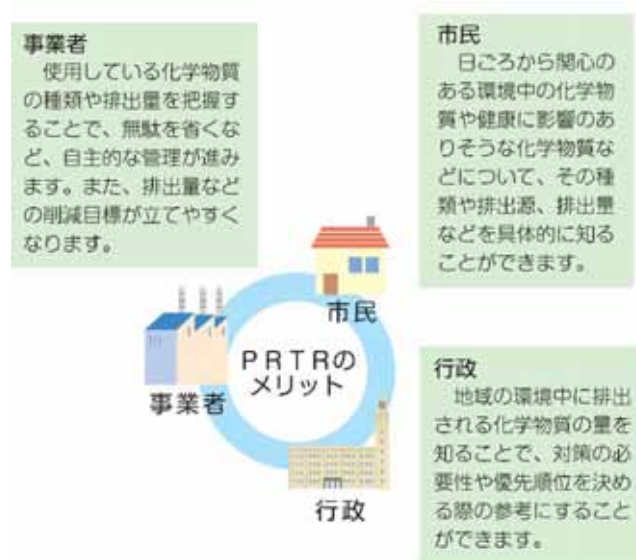 事業者
使用している化学物質
の種類や排出量を把握す
ることで、無駄を省くな
ど、自主的な管理が進み
ます。また、排出量など
の削減目標が立てやすく
なります。
市民
日ごろから関心の
ある環境中の化学物
質や健康に影響のあ
りそうな化学物質な
どについて、その種
類や排出源、排出量
などを具体的に知る
ことができます。
市民
PRTRの
メリット
事業者
行政
行政
地域の環境中に排出
される化学物質の量を
知ることで、対策の必
要性や優先順位を決め
る際の参考にすること
ができます。